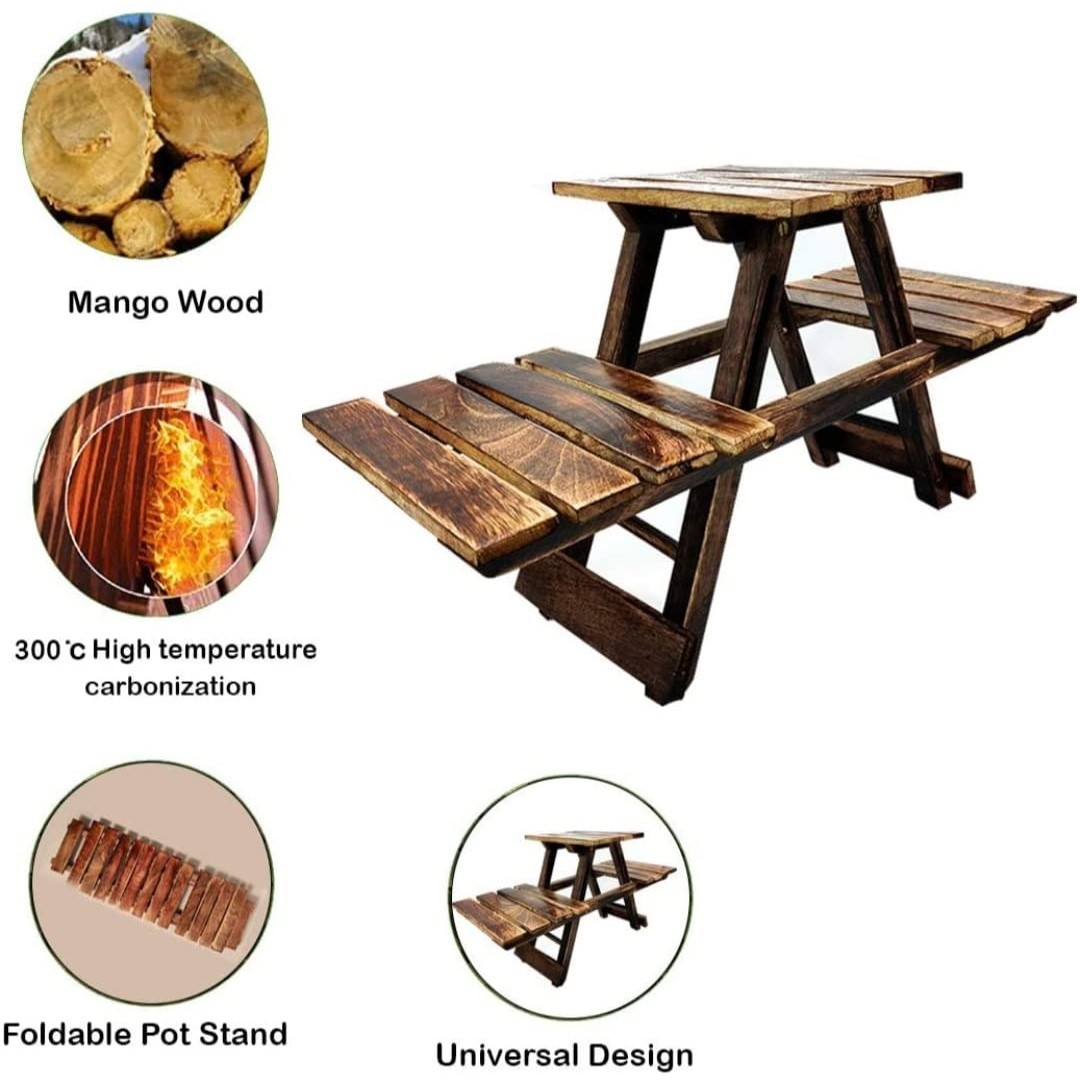 Mango Wood
300℃ High temperature
carbonization
Foldable Pot Stand
Universal Design